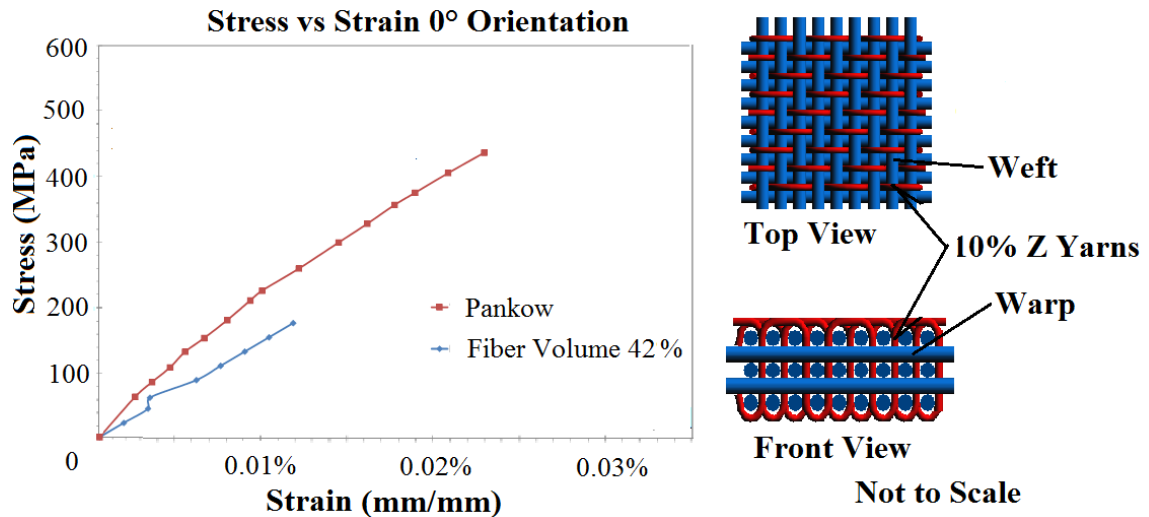 Stress vs Strain 0° Orientation
600
500
400
300
200
100
0
0.01%
0.02%
0.03%
Stress (MPa)
Strain (mm/mm)
Pankow
Fiber Volume 42%
Weft
Top View
10% Z Yarns
Warp
Front View
Not to Scale